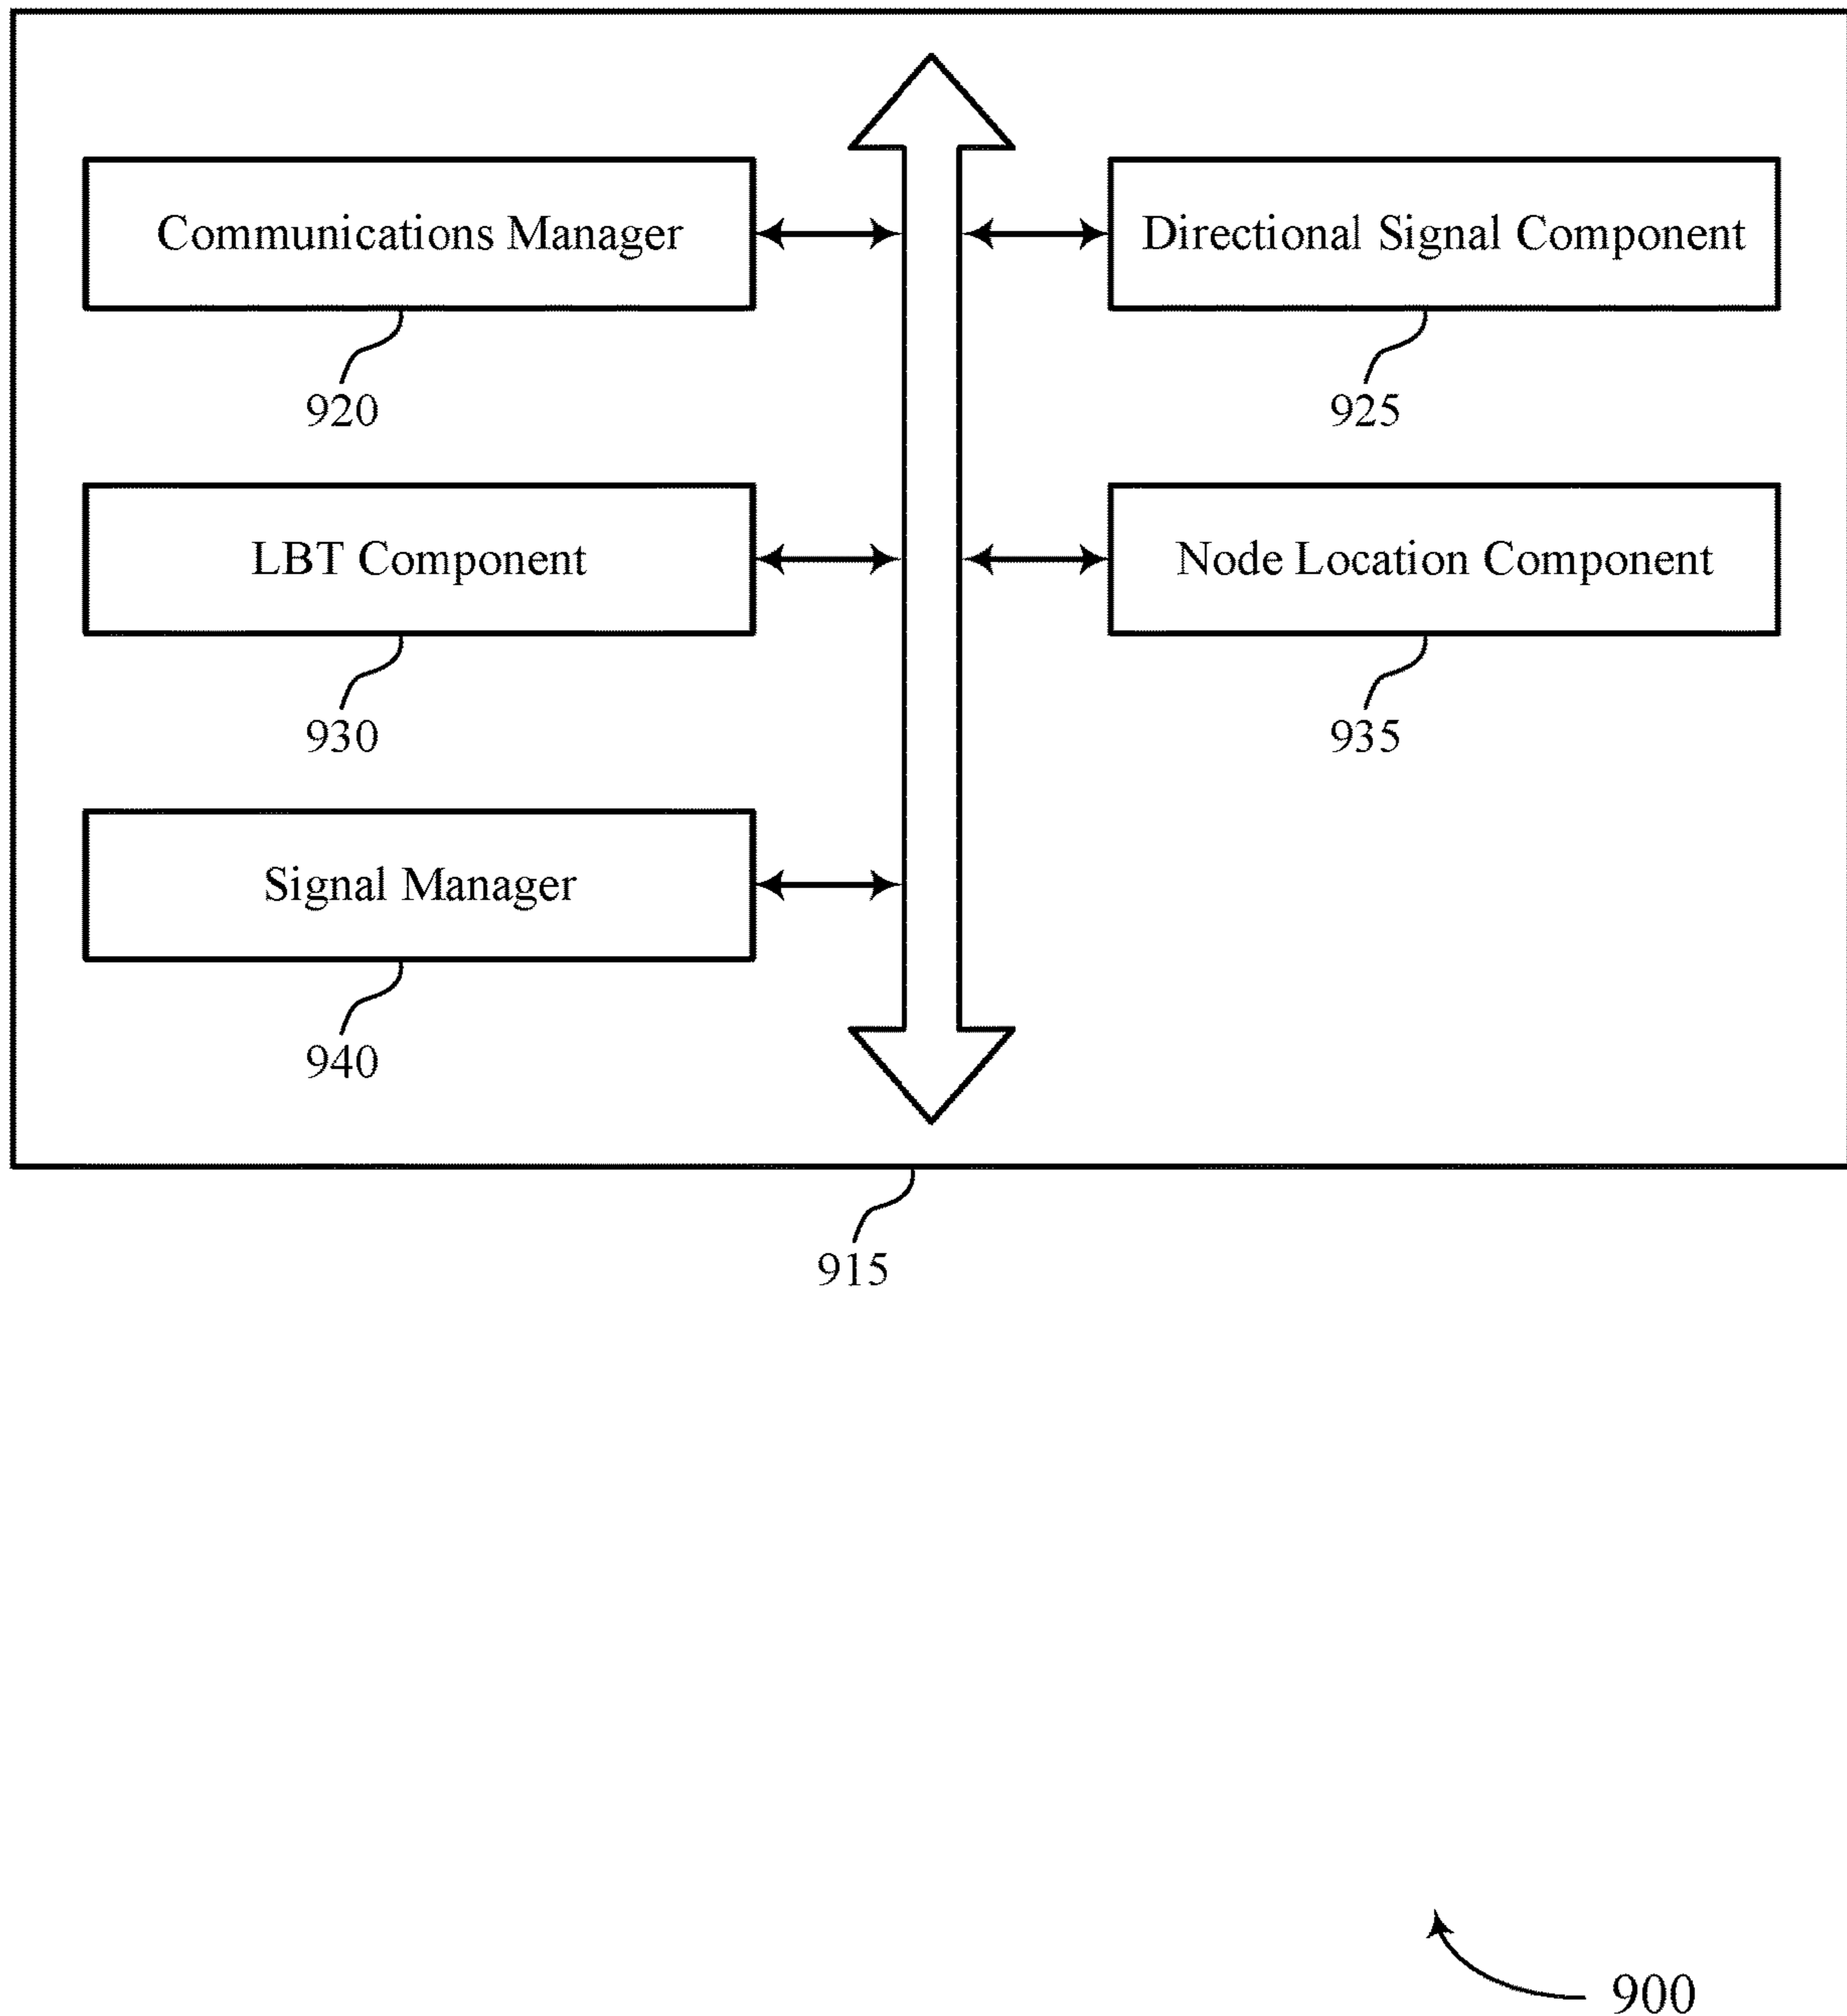 Communications Manager
Directional Signal Component
920
925
LBT Component
Node Location Component
930
935
Signal Manager
940
915
900